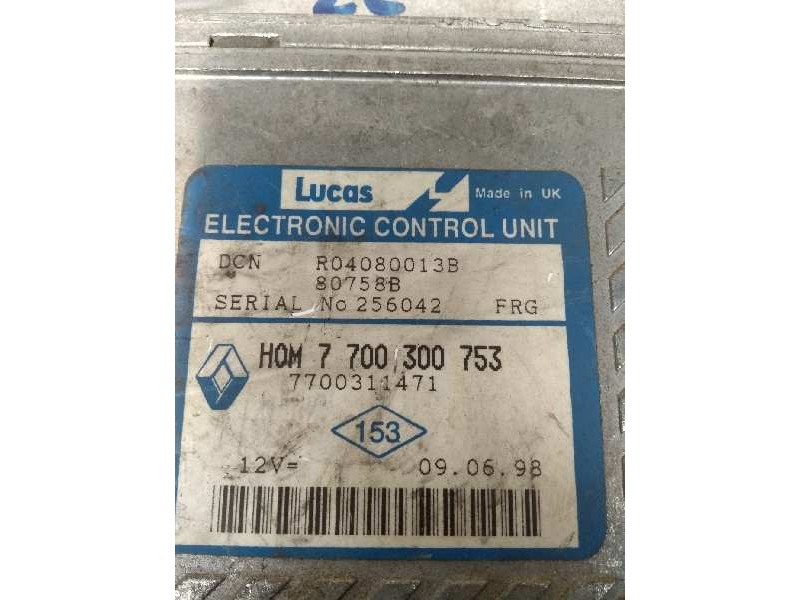 Lucas Made in UK
ELECTRONIC CONTROL UNIT
DCN R04080013B
80758B
SERIAL No 256042 FRG
HOM 7 700 300 753
7700311471
153
12V= 09.06.98